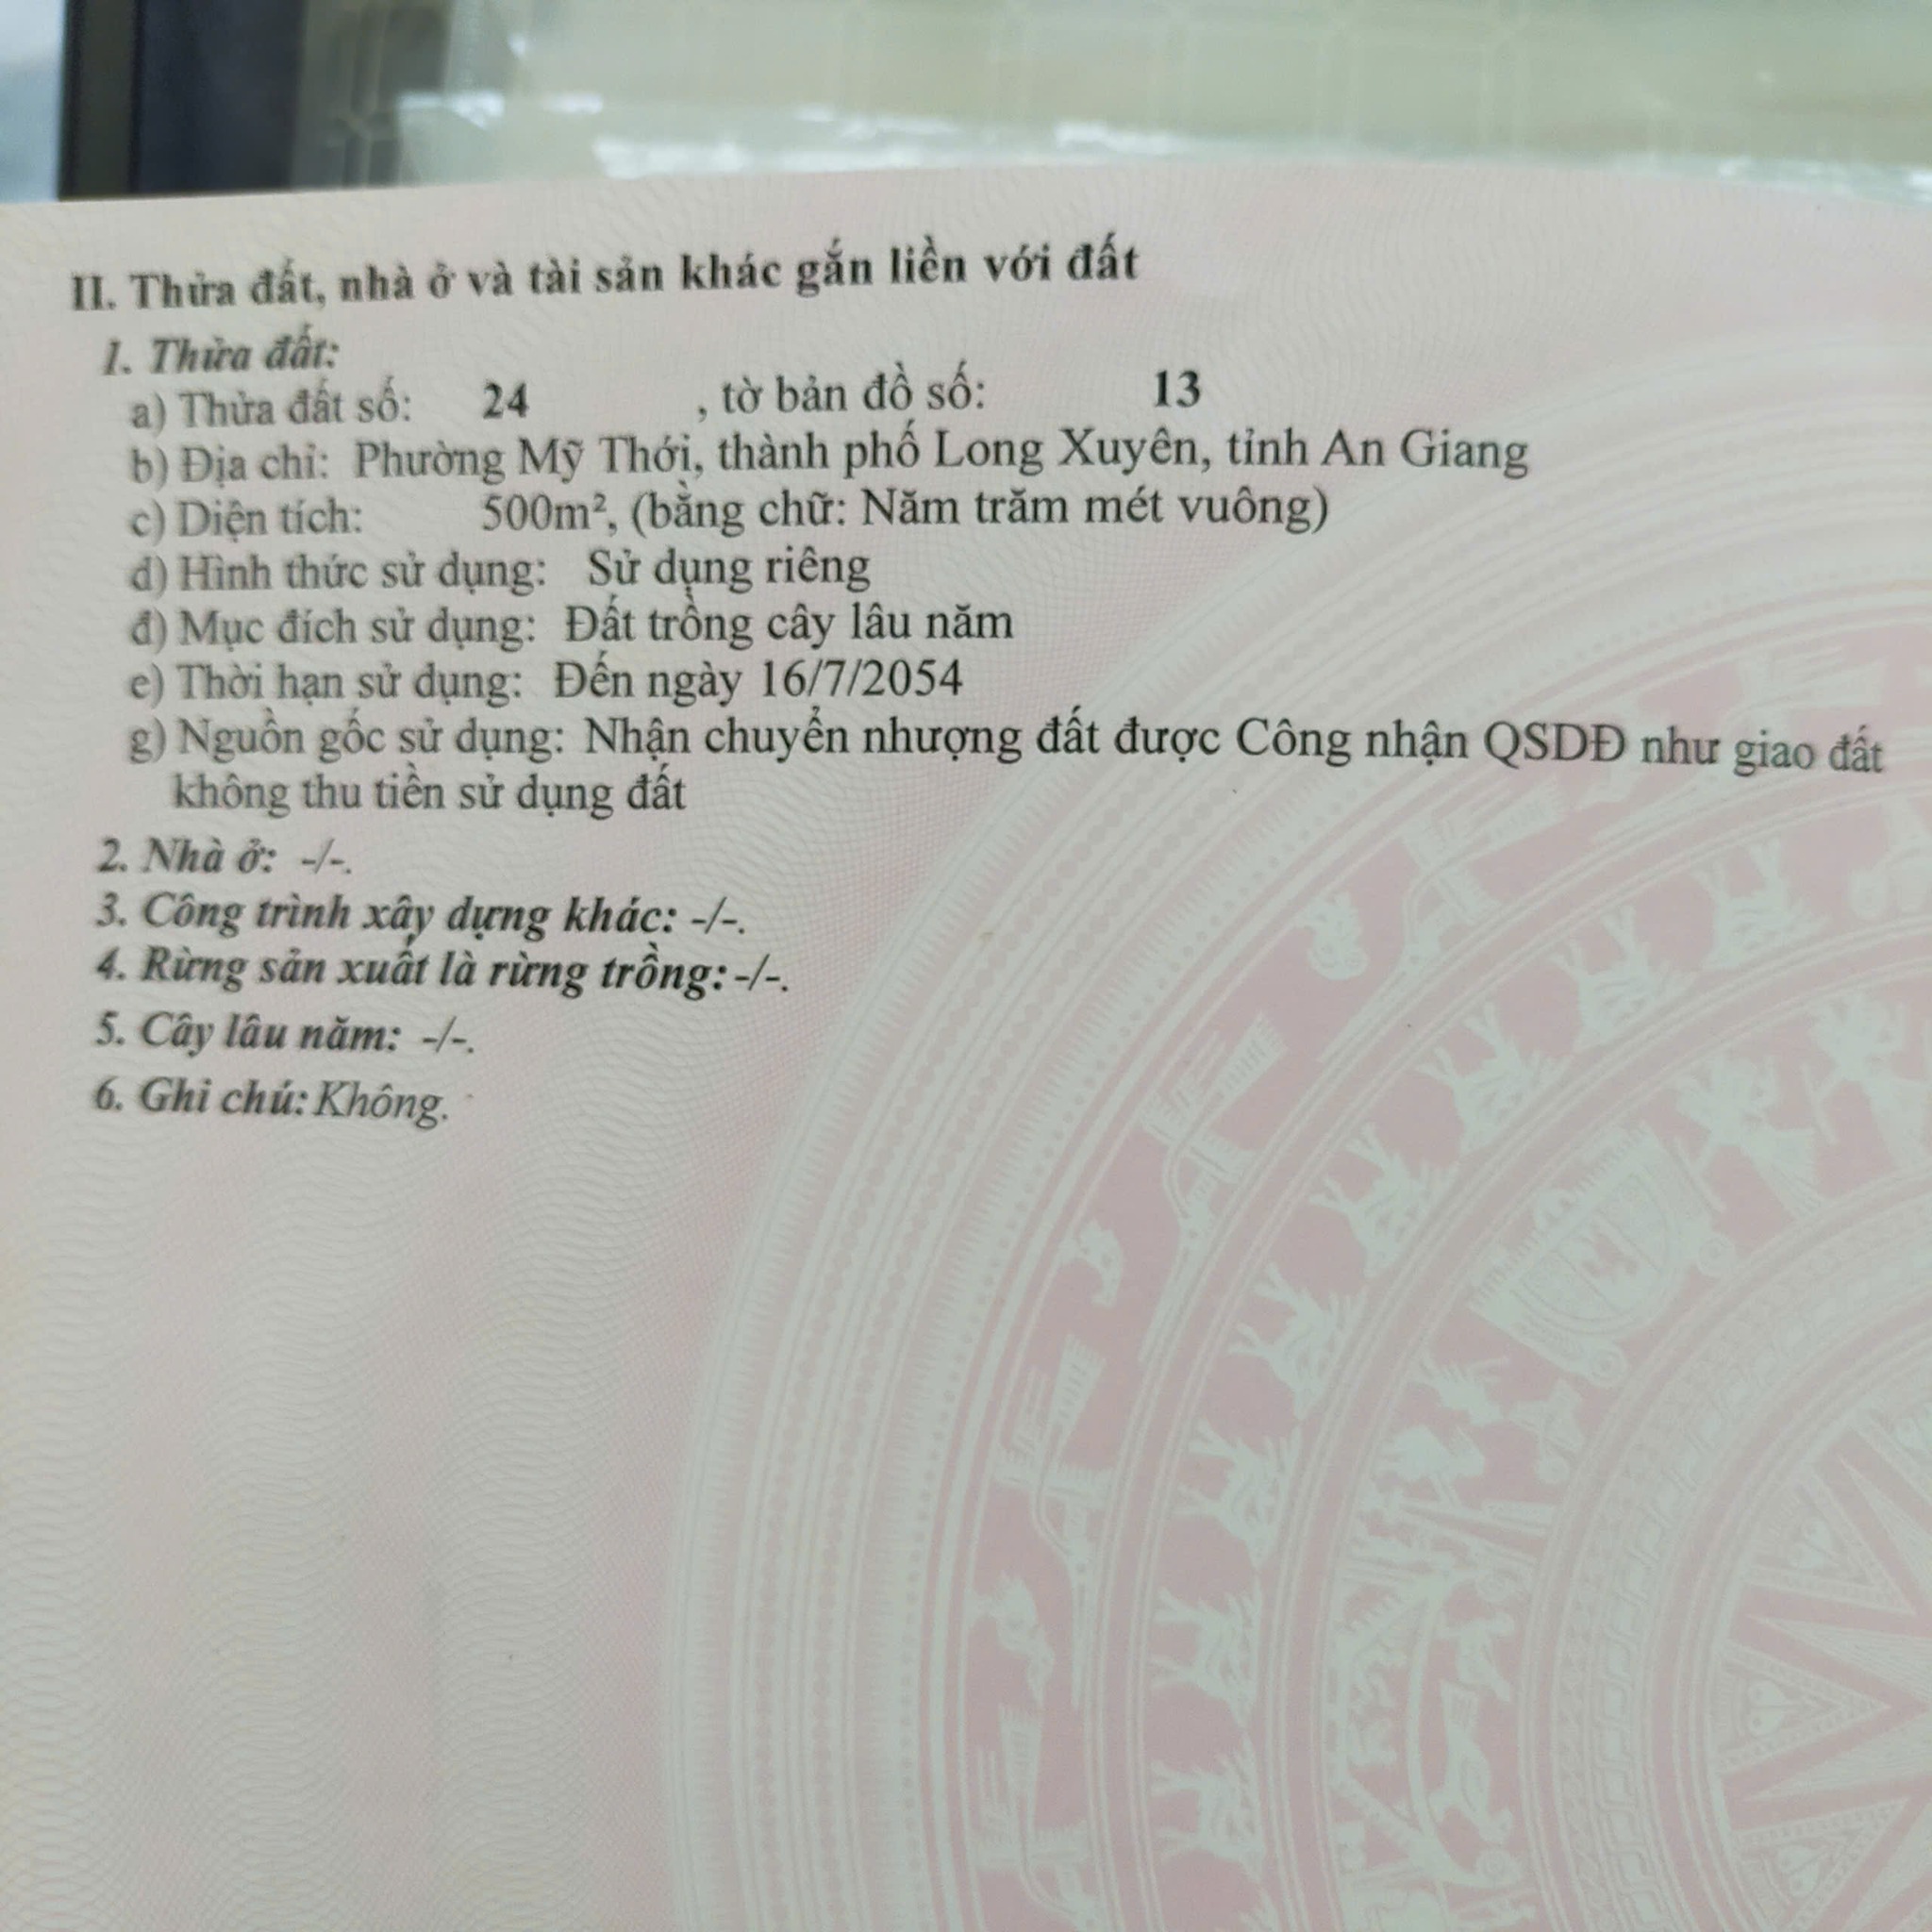 II. Thửa đất, nhà ở và tài sản khác gắn liền với đất
1. Thửa đất:
a) Thửa đất số: 24 , tờ bản đồ số: 13
b) Địa chỉ: Phường Mỹ Thới, thành phố Long Xuyên, tỉnh An Giang
c) Diện tích: 500m², (bằng chữ: Năm trăm mét vuông)
d) Hình thức sử dụng: Sử dụng riêng
đ) Mục đích sử dụng: Đất trồng cây lâu năm
e) Thời hạn sử dụng: Đến ngày 16/7/2054
g) Nguồn gốc sử dụng: Nhận chuyển nhượng đất được Công nhận QSDĐ như giao đất
không thu tiền sử dụng đất
2. Nhà ở: -/-.
3. Công trình xây dựng khác: -/-.
4. Rừng sản xuất là rừng trồng: -/-.
5. Cây lâu năm: -/-.
6. Ghi chú: Không.